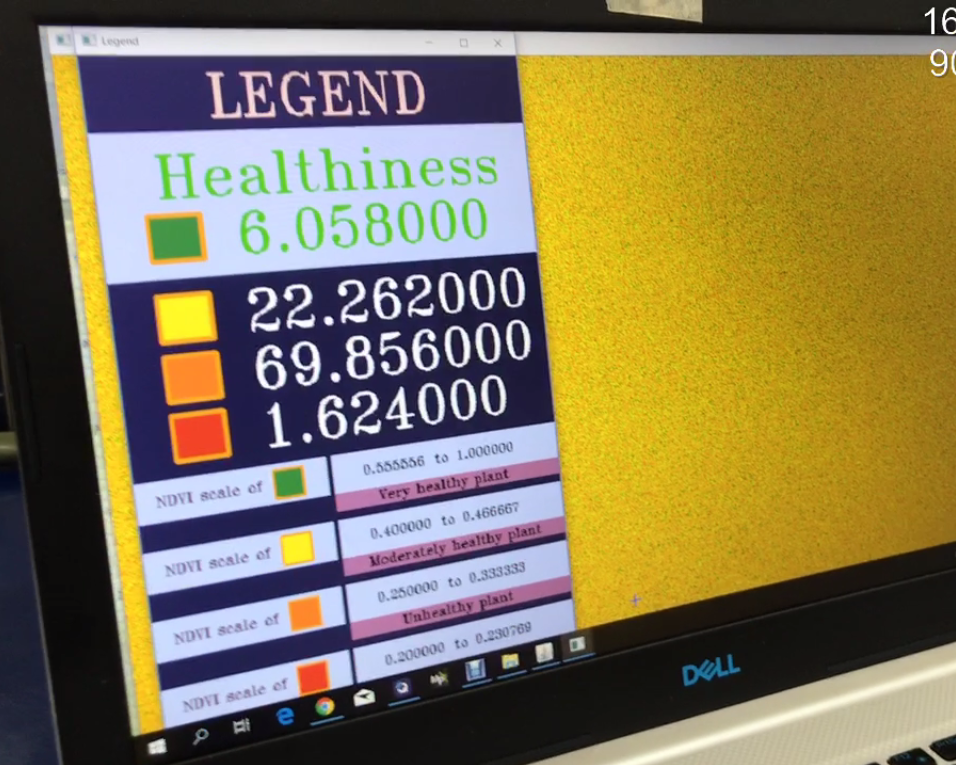 Legend
16
90
LEGEND
Healthiness
6.058000
22.262000
69.856000
1.624000
NDVI scale of
0.555556 to 1.000000
Very healthy plant
NDVI scale of
0.400000 to 0.466667
Moderately healthy plant
NDVI scale of
0.250000 to 0.333333
Unhealthy plant
NDVI scale of
0.200000 to 0.230769
DELL